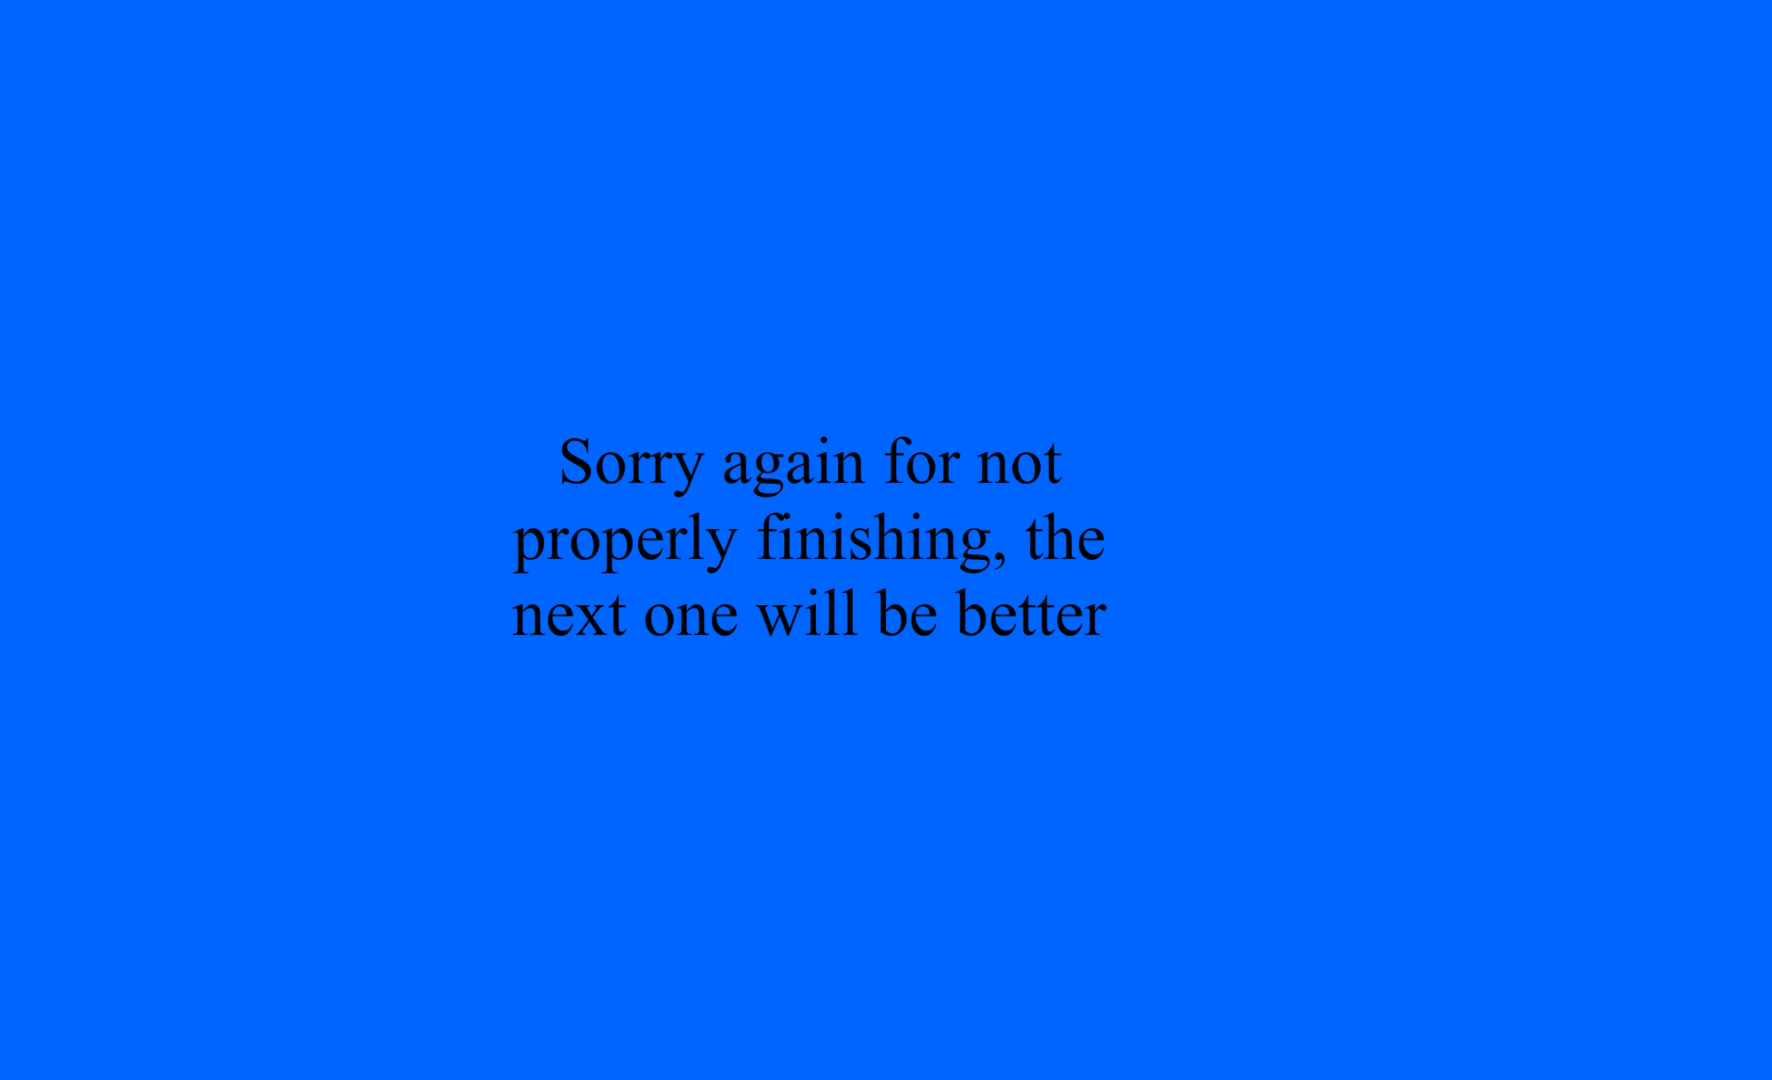 Sorry again for not
properly finishing, the
next one will be better